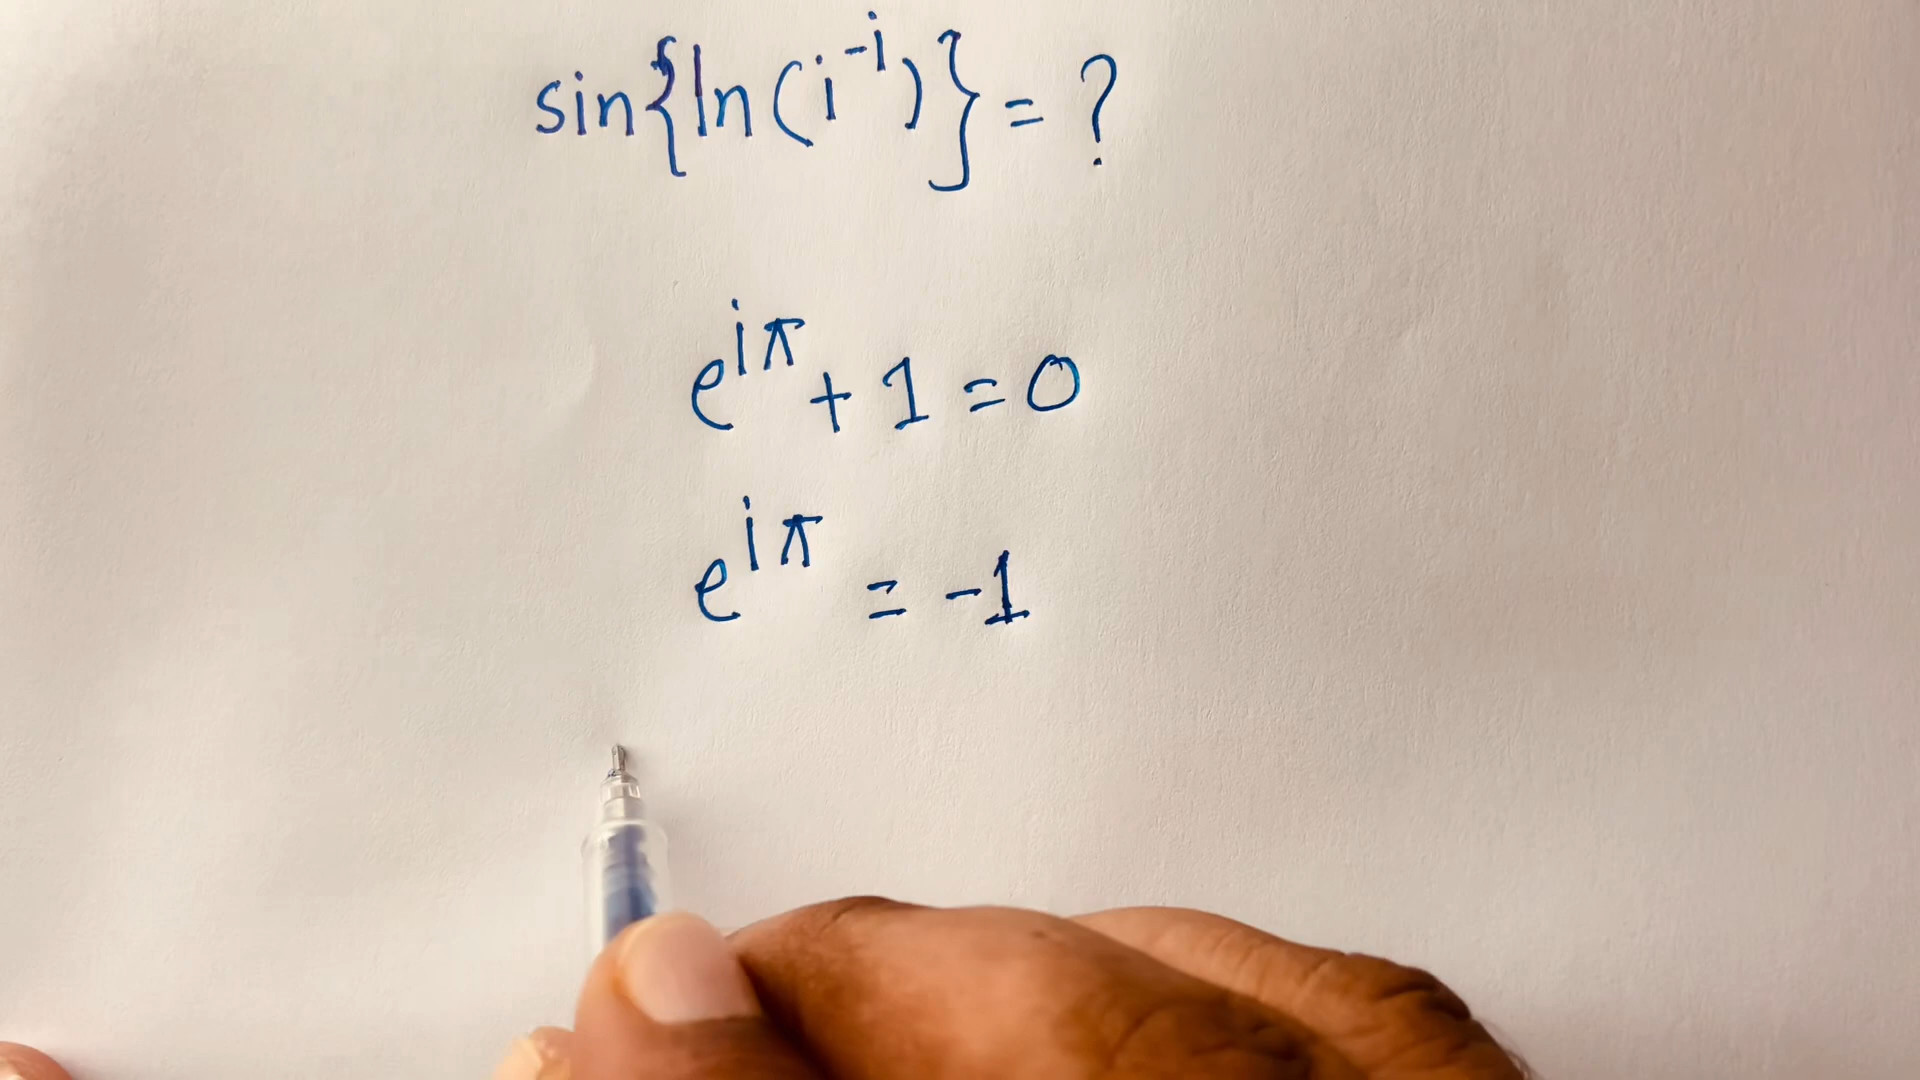 sin{ln(i⁻ⁱ)} = ?
e^{iπ} + 1 = 0
e^{iπ} = -1